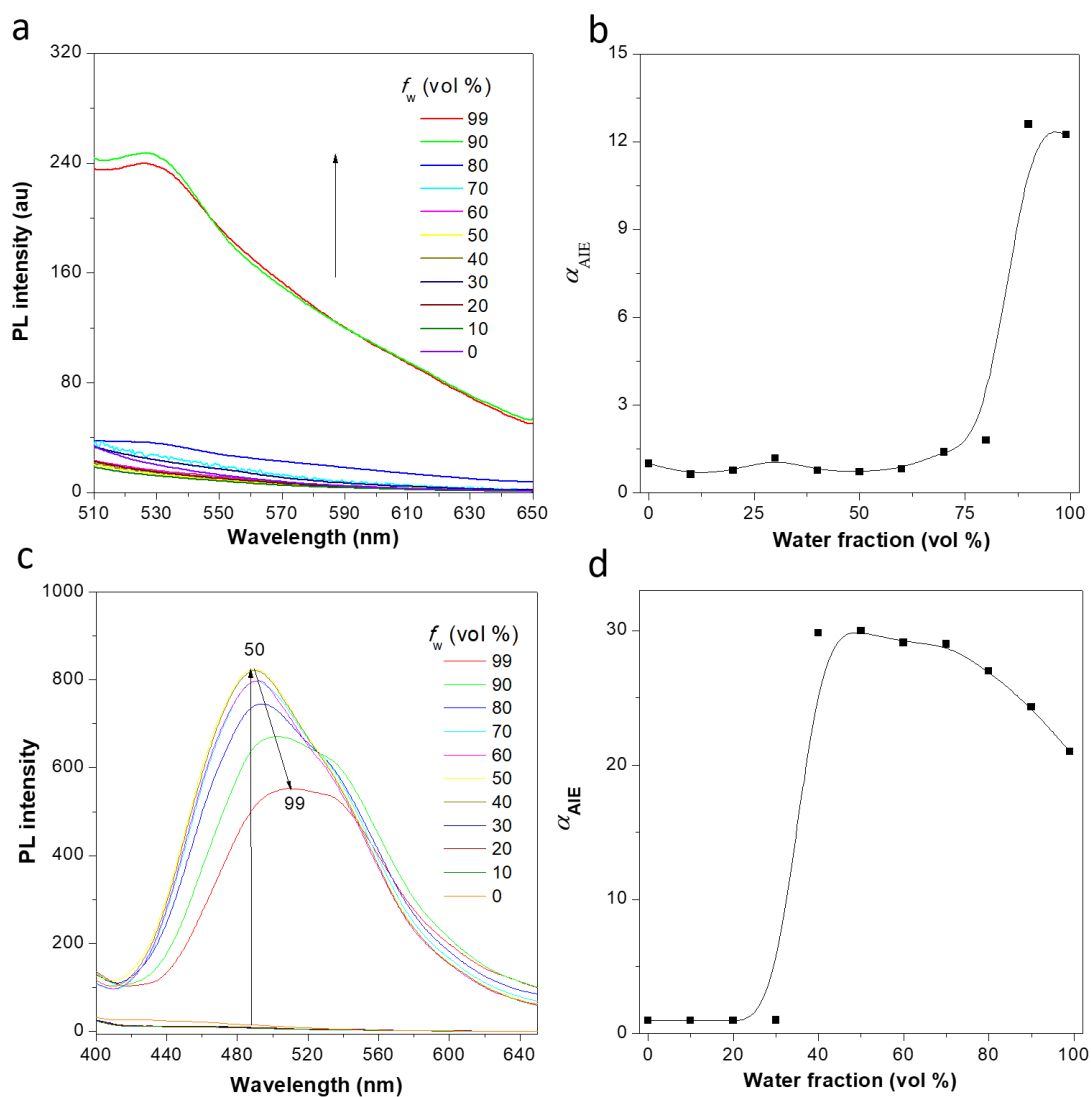 a
PL intensity (au)
320
240
160
80
0
f_w (vol %)
99
90
80
70
60
50
40
30
20
10
0
510 530 550 570 590 610 630 650
Wavelength (nm)
b
α_AIE
15
12
9
6
3
0
0 25 50 75 100
Water fraction (vol %)
c
PL intensity
1000
800
600
400
200
0
50
99
f_w (vol %)
99
90
80
70
60
50
40
30
20
10
0
400 440 480 520 560 600 640
Wavelength (nm)
d
α_AIE
30
20
10
0
0 20 40 60 80 100
Water fraction (vol %)